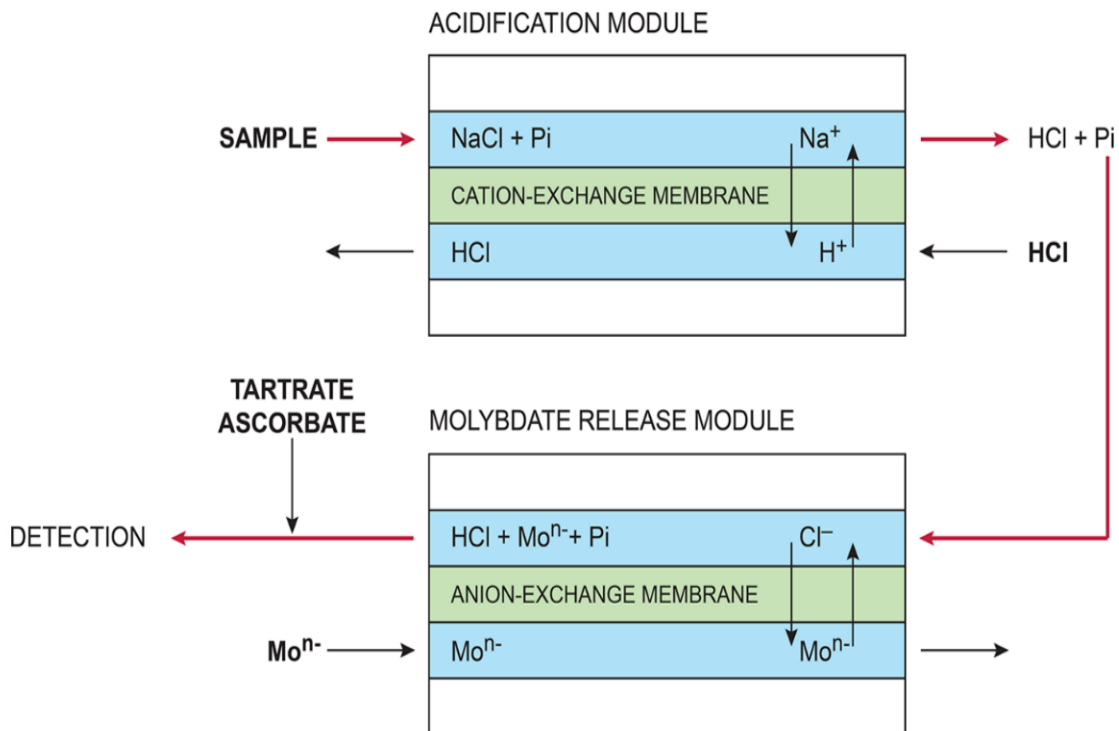 ACIDIFICATION MODULE
SAMPLE
NaCl + Pi
Na⁺
HCl + Pi
CATION-EXCHANGE MEMBRANE
HCl
H⁺
HCl
TARTRATE
ASCORBATE
MOLYBDATE RELEASE MODULE
DETECTION
HCl + Moⁿ⁻+ Pi
Cl⁻
ANION-EXCHANGE MEMBRANE
Moⁿ⁻
Moⁿ⁻
Moⁿ⁻